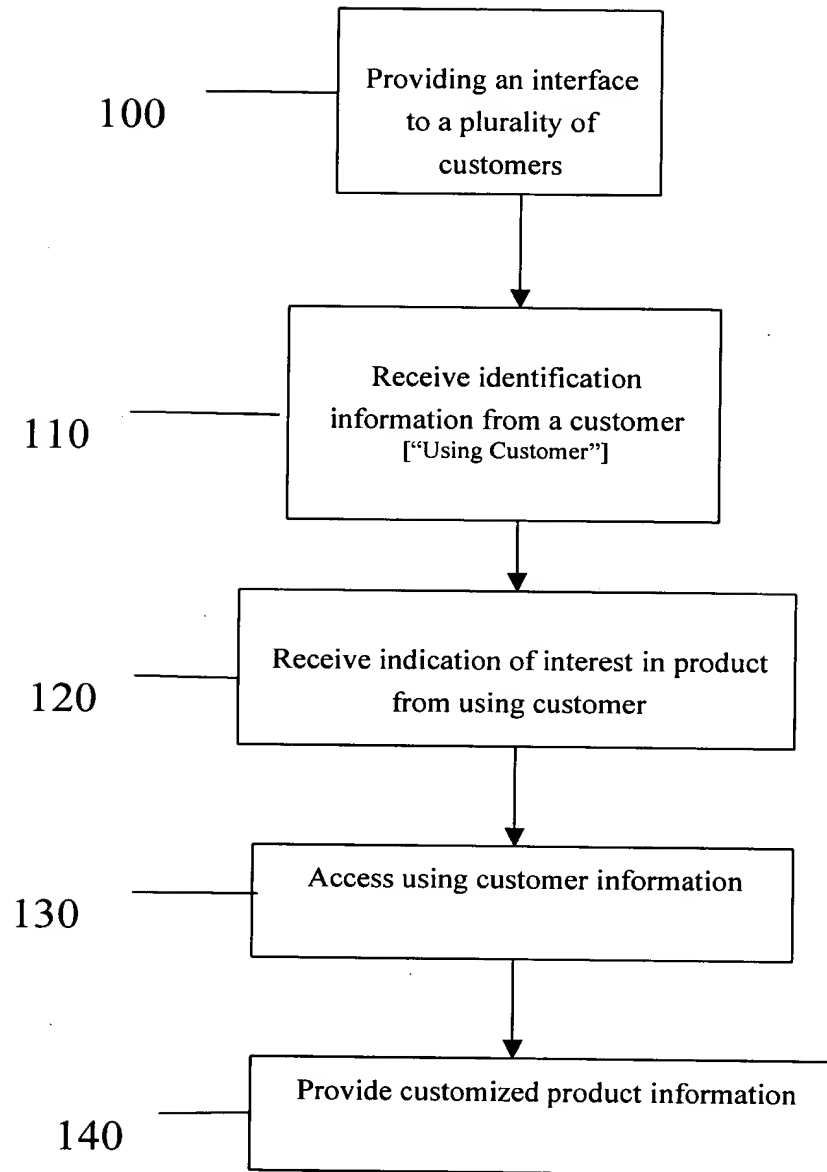 100
Providing an interface
to a plurality of
customers
110
Receive identification
information from a customer
["Using Customer"]
120
Receive indication of interest in product
from using customer
130
Access using customer information
140
Provide customized product information